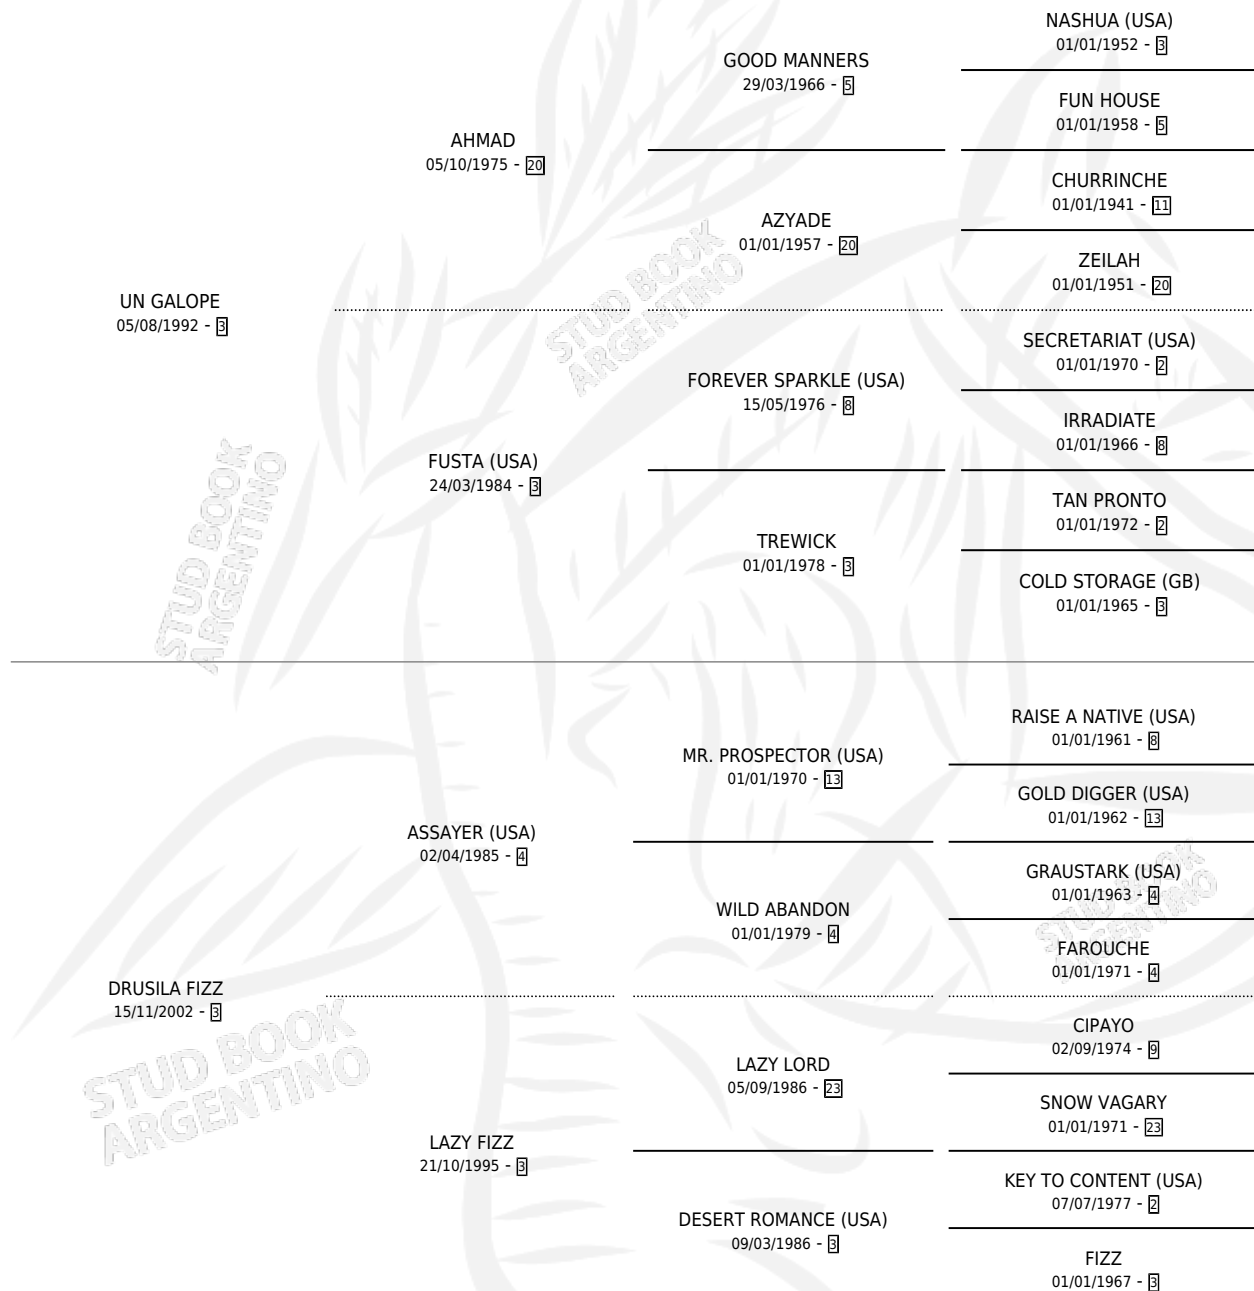 NASHUA (USA)
01/01/1952 - 3
GOOD MANNERS
29/03/1966 - 5
FUN HOUSE
01/01/1958 - 5
AHMAD
05/10/1975 - 20
CHURRINCHE
01/01/1941 - 11
AZYADE
01/01/1957 - 20
ZEILAH
01/01/1951 - 20
UN GALOPE
05/08/1992 - 3
STUD BOOK
ARGENTINO
SECRETARIAT (USA)
01/01/1970 - 2
FOREVER SPARKLE (USA)
15/05/1976 - 8
IRRADIATE
01/01/1966 - 8
FUSTA (USA)
24/03/1984 - 3
TAN PRONTO
01/01/1972 - 2
TREWICK
01/01/1978 - 3
COLD STORAGE (GB)
01/01/1965 - 3
STUD BOOK
ARGENTINO
RAISE A NATIVE (USA)
01/01/1961 - 8
MR. PROSPECTOR (USA)
01/01/1970 - 13
GOLD DIGGER (USA)
01/01/1962 - 13
ASSAYER (USA)
02/04/1985 - 4
GRAUSTARK (USA)
01/01/1963 - 4
WILD ABANDON
01/01/1979 - 4
STUD BOOK
ARGENTINO
FAROUCHE
01/01/1971 - 4
DRUSILA FIZZ
15/11/2002 - 3
CIPAYO
02/09/1974 - 9
LAZY LORD
05/09/1986 - 23
SNOW VAGARY
01/01/1971 - 23
STUD BOOK
ARGENTINO
LAZY FIZZ
21/10/1995 - 3
KEY TO CONTENT (USA)
07/07/1977 - 2
DESERT ROMANCE (USA)
09/03/1986 - 3
FIZZ
01/01/1967 - 3